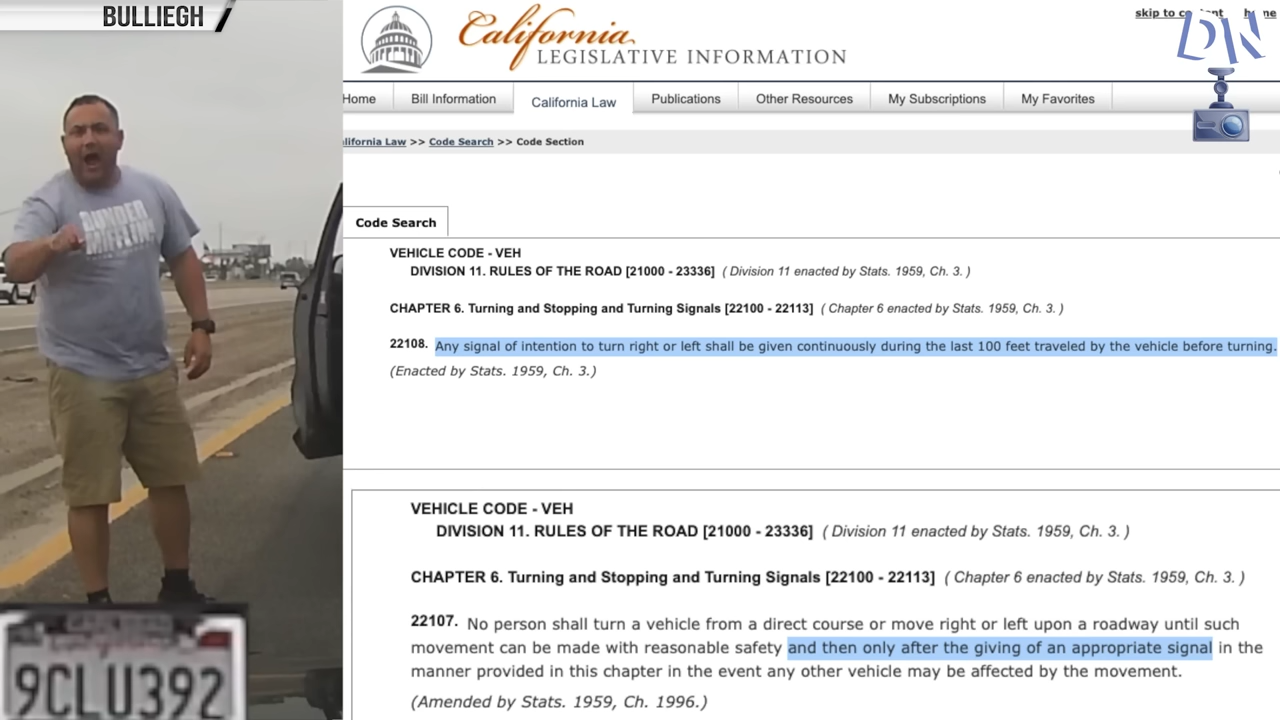 BULLIEGH
California
LEGISLATIVE INFORMATION
skip to content home
DN
Home Bill Information California Law Publications Other Resources My Subscriptions My Favorites
alifornia Law >> Code Search >> Code Section
Code Search
VEHICLE CODE - VEH
DIVISION 11. RULES OF THE ROAD [21000 - 23336] ( Division 11 enacted by Stats. 1959, Ch. 3. )
CHAPTER 6. Turning and Stopping and Turning Signals [22100 - 22113] ( Chapter 6 enacted by Stats. 1959, Ch. 3. )
22108. Any signal of intention to turn right or left shall be given continuously during the last 100 feet traveled by the vehicle before turning.
(Enacted by Stats. 1959, Ch. 3.)
VEHICLE CODE - VEH
DIVISION 11. RULES OF THE ROAD [21000 - 23336] ( Division 11 enacted by Stats. 1959, Ch. 3. )
CHAPTER 6. Turning and Stopping and Turning Signals [22100 - 22113] ( Chapter 6 enacted by Stats. 1959, Ch. 3. )
22107. No person shall turn a vehicle from a direct course or move right or left upon a roadway until such
movement can be made with reasonable safety and then only after the giving of an appropriate signal in the
manner provided in this chapter in the event any other vehicle may be affected by the movement.
(Amended by Stats. 1959, Ch. 1996.)
DUNDER
MIFFLIN
9CLU392